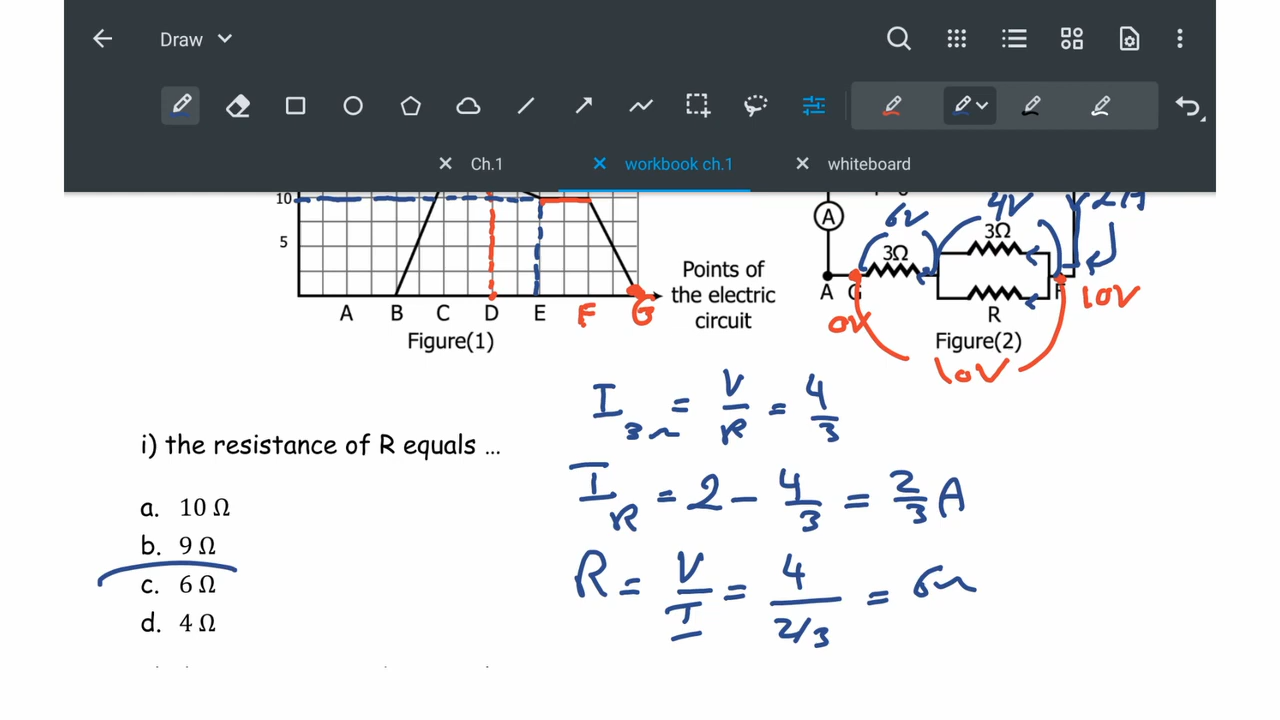 Draw
Ch.1
workbook ch.1
whiteboard
10
5
A B C D E F G
Points of
the electric
circuit
Figure(1)
A
6V
4V
2A
3Ω
3Ω
A G
F
R
0V
10V
Figure(2)
10V
I 3Ω = V/R = 4/3
i) the resistance of R equals ...
I R = 2 - 4/3 = 2/3 A
a. 10 Ω
b. 9 Ω
c. 6 Ω
d. 4 Ω
R = V/I = 4/2/3 = 6Ω